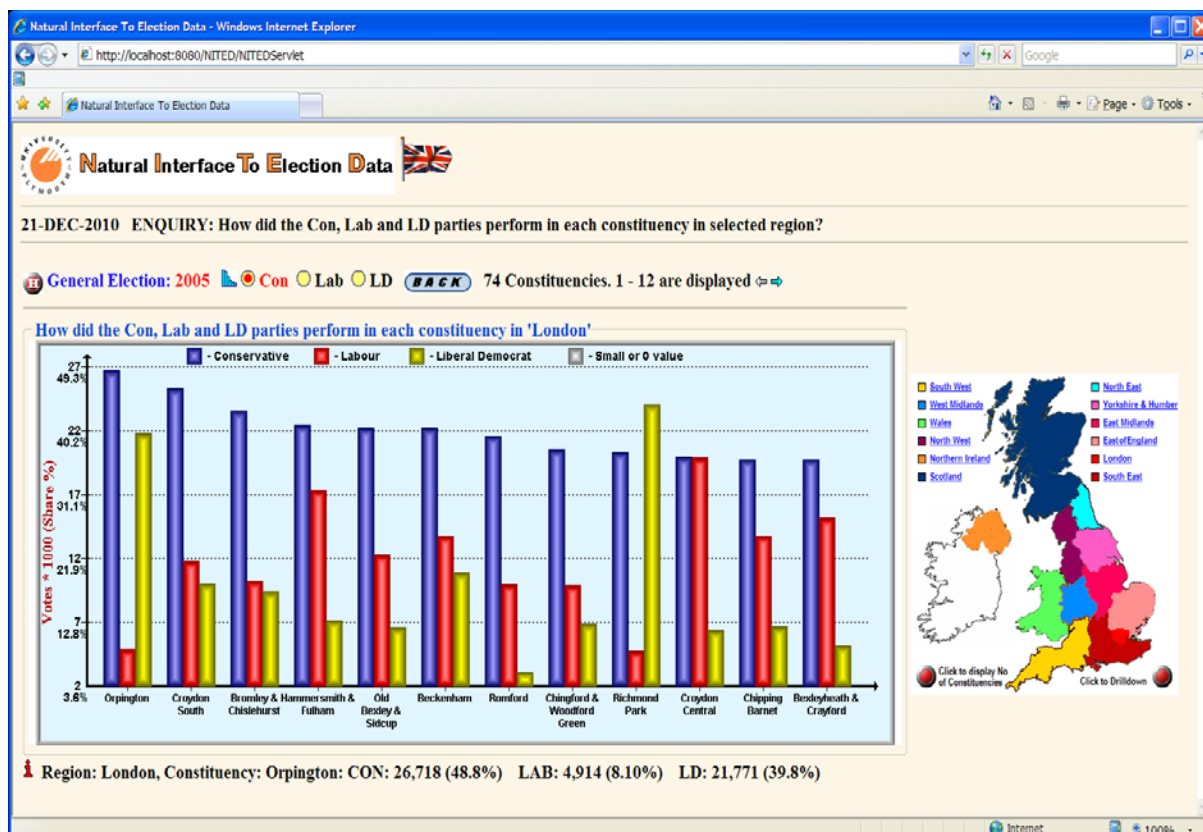 Natural Interface To Election Data - Windows Internet Explorer
http://localhost:8080/NITED/NITEDServlet
Google
Natural Interface To Election Data
Page
Tools
UNIVERSITY PLYMOUTH
Natural Interface To Election Data
21-DEC-2010 ENQUIRY: How did the Con, Lab and LD parties perform in each constituency in selected region?
H General Election: 2005 Con Lab LD BACK 74 Constituencies. 1 - 12 are displayed
How did the Con, Lab and LD parties perform in each constituency in 'London'
- Conservative - Labour - Liberal Democrat - Small or 0 value
Votes * 1000 (Share %)
27
49.3%
22
40.2%
17
31.1%
12
21.9%
7
12.8%
2
3.6%
Orpington
Croydon
South
Bromley &
Chislehurst
Hammersmith &
Fulham
Old
Bexley &
Sidcup
Beckenham
Romford
Chingford &
Woodford
Green
Richmond
Park
Croydon
Central
Chipping
Barnet
Bexleyheath &
Crayford
South West
West Midlands
Wales
North West
Northern Ireland
Scotland
North East
Yorkshire & Humber
East Midlands
East of England
London
South East
Click to display No
of Constituencies
Click to Drilldown
i Region: London, Constituency: Orpington: CON: 26,718 (48.8%) LAB: 4,914 (8.10%) LD: 21,771 (39.8%)
Internet
100%